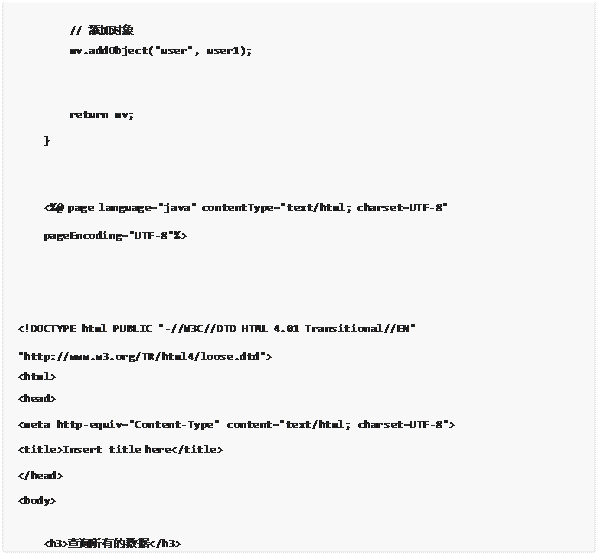 // 添加对象
mv.addObject("user", user1);
return mv;
}
<%@ page language="java" contentType="text/html; charset=UTF-8"
pageEncoding="UTF-8"%>
<!DOCTYPE html PUBLIC "-//W3C//DTD HTML 4.01 Transitional//EN"
"http://www.w3.org/TR/html4/loose.dtd">
<html>
<head>
<meta http-equiv="Content-Type" content="text/html; charset=UTF-8">
<title>Insert title here</title>
</head>
<body>
<h3>查询所有的数据</h3>